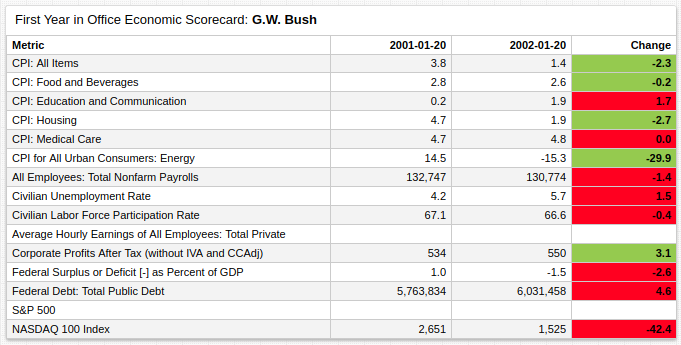 First Year in Office Economic Scorecard: G.W. Bush
Metric 2001-01-20 2002-01-20 Change
CPI: All Items 3.8 1.4 -2.3
CPI: Food and Beverages 2.8 2.6 -0.2
CPI: Education and Communication 0.2 1.9 1.7
CPI: Housing 4.7 1.9 -2.7
CPI: Medical Care 4.7 4.8 0.0
CPI for All Urban Consumers: Energy 14.5 -15.3 -29.9
All Employees: Total Nonfarm Payrolls 132,747 130,774 -1.4
Civilian Unemployment Rate 4.2 5.7 1.5
Civilian Labor Force Participation Rate 67.1 66.6 -0.4
Average Hourly Earnings of All Employees: Total Private
Corporate Profits After Tax (without IVA and CCAdj) 534 550 3.1
Federal Surplus or Deficit [-] as Percent of GDP 1.0 -1.5 -2.6
Federal Debt: Total Public Debt 5,763,834 6,031,458 4.6
S&P 500
NASDAQ 100 Index 2,651 1,525 -42.4